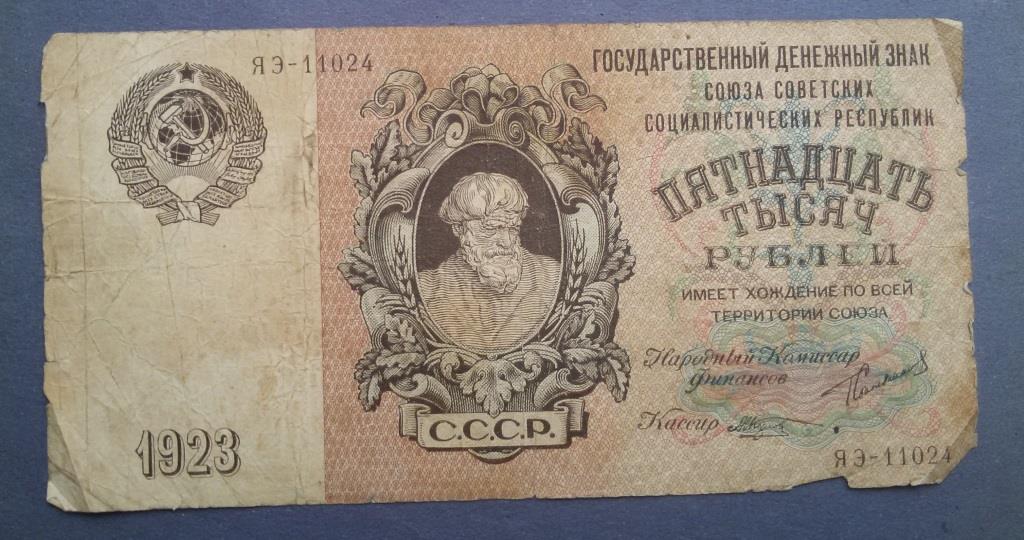 ЯЭ-11024
ГОСУДАРСТВЕННЫЙ ДЕНЕЖНЫЙ ЗНАК
СОЮЗА СОВЕТСКИХ
СОЦИАЛИСТИЧЕСКИХ РЕСПУБЛИК
ПЯТНАДЦАТЬ
ТЫСЯЧ
РУБЛЕЙ
ИМЕЕТ ХОЖДЕНИЕ ПО ВСЕЙ
ТЕРРИТОРИИ СОЮЗА
Народный Комиссар
финансов
Кассир
С.С.С.Р.
1923
ЯЭ-11024